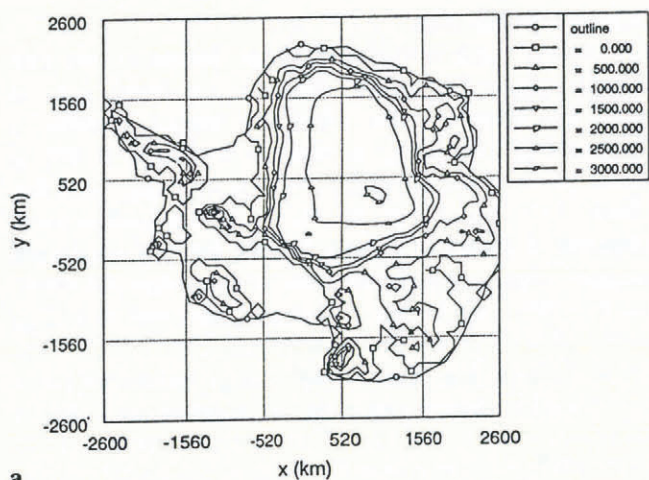 2600
1560
520
-520
-1560
-2600
y (km)
-2600 -1560 -520 520 1560 2600
x (km)
outline
= 0.000
= 500.000
= 1000.000
= 1500.000
= 2000.000
= 2500.000
= 3000.000
a